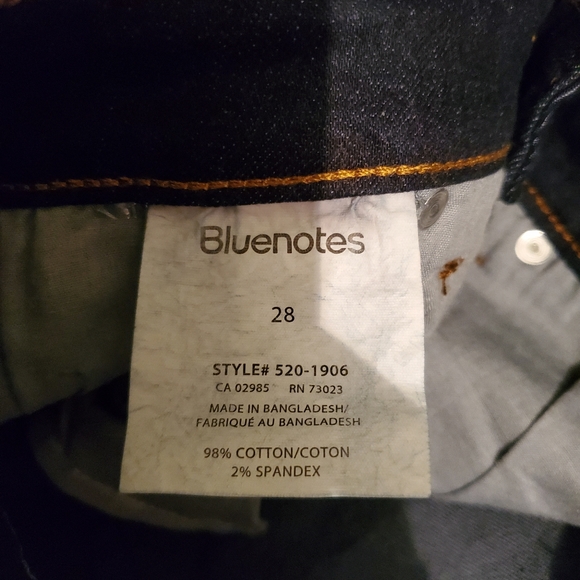 Bluenotes
28
STYLE# 520-1906
CA 02985 RN 73023
MADE IN BANGLADESH/
FABRIQUÉ AU BANGLADESH
98% COTTON/COTON
2% SPANDEX